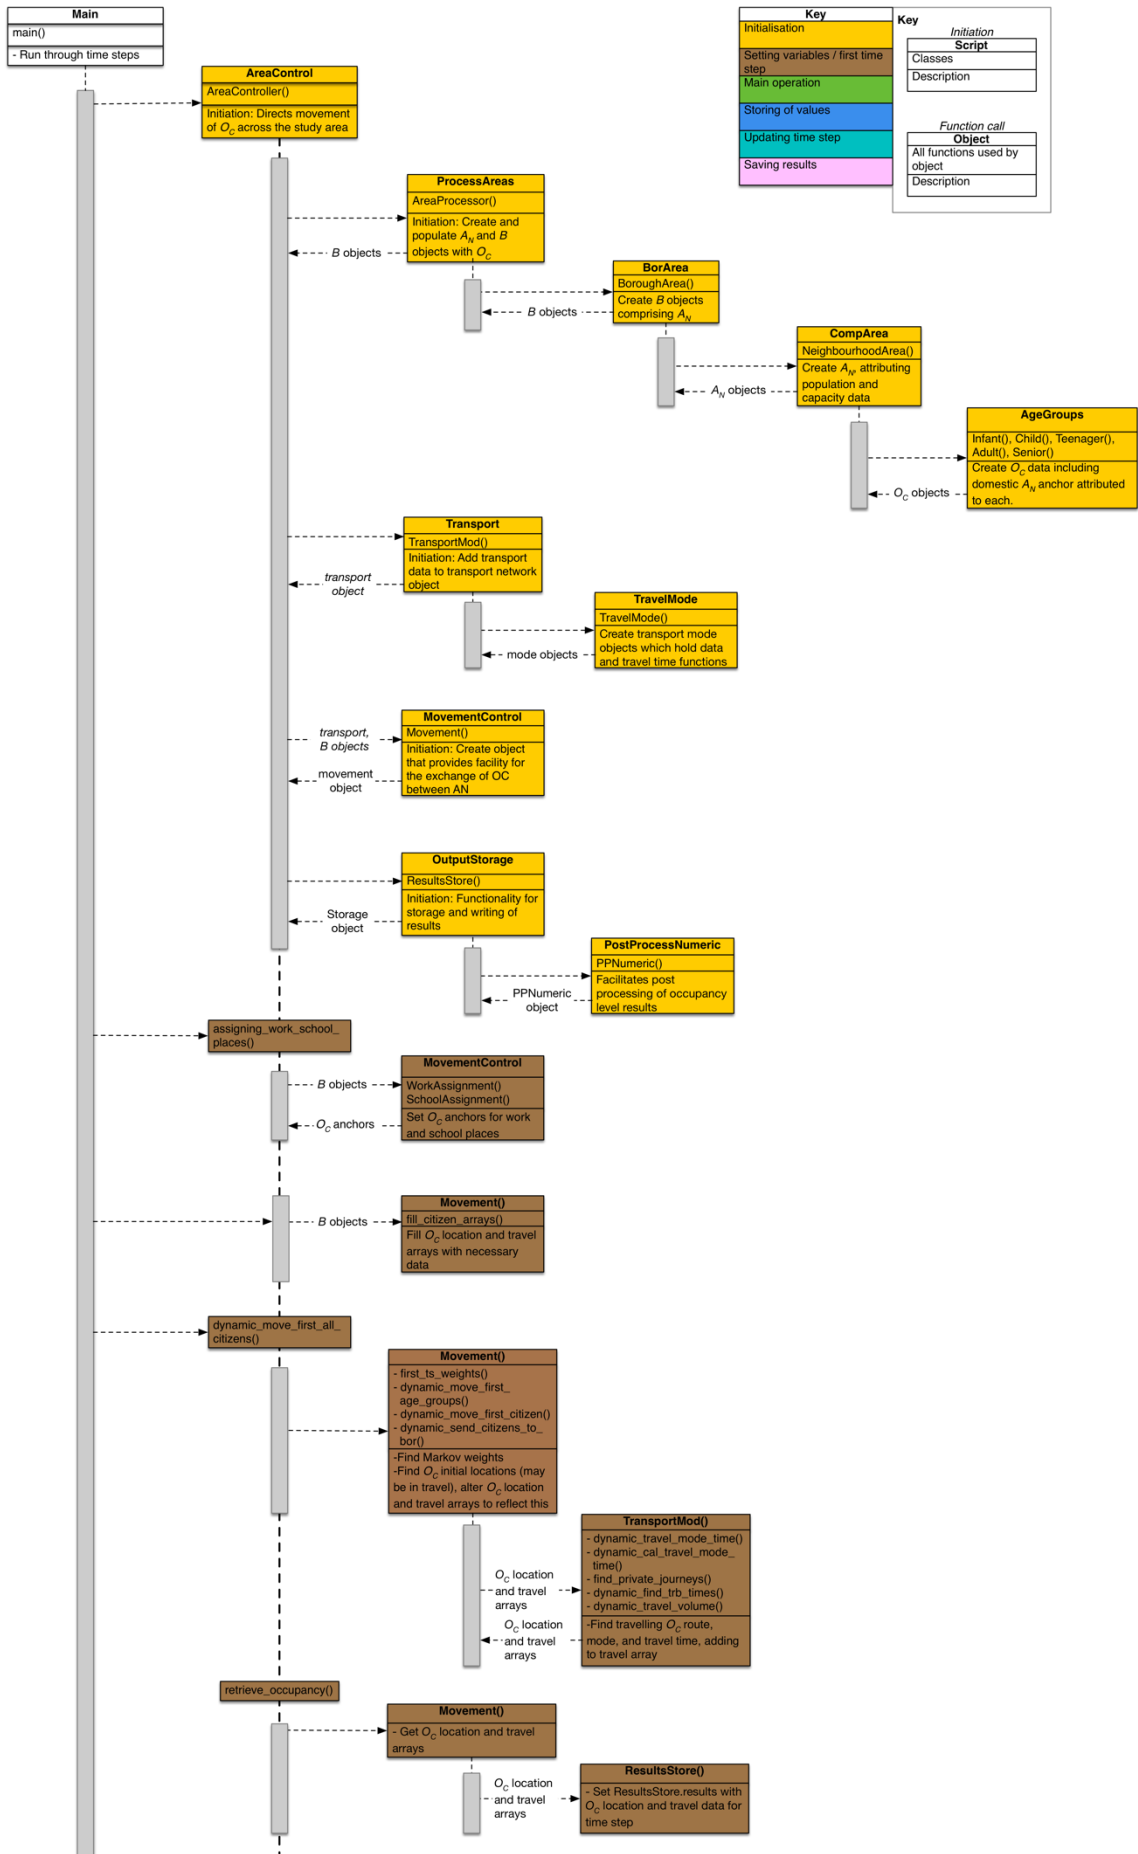 Main
main()
- Run through time steps
Key
Initialisation
Setting variables / first time
step
Main operation
Storing of values
Updating time step
Saving results
Key
Initiation
Script
Classes
Description
Function call
Object
All functions used by
object
Description
AreaControl
AreaController()
Initiation: Directs movement
of OC across the study area
ProcessAreas
AreaProcessor()
Initiation: Create and
populate AN and B
objects with OC
B objects
BorArea
BoroughArea()
Create B objects
comprising AN
B objects
CompArea
NeighbourhoodArea()
Create AN, attributing
population and
capacity data
AN objects
AgeGroups
Infant(), Child(), Teenager(),
Adult(), Senior()
Create OC data including
domestic AN anchor attributed
to each.
OC objects
Transport
TransportMod()
Initiation: Add transport
data to transport network
object
transport
object
TravelMode
TravelMode()
Create transport mode
objects which hold data
and travel time functions
mode objects
MovementControl
Movement()
Initiation: Create object
that provides facility for
the exchange of OC
between AN
transport,
B objects
movement
object
OutputStorage
ResultsStore()
Initiation: Functionality for
storage and writing of
results
Storage
object
PostProcessNumeric
PPNumeric()
Facilitates post
processing of occupancy
level results
PPNumeric
object
assigning_work_school_
places()
MovementControl
WorkAssignment()
SchoolAssignment()
Set OC anchors for work
and school places
B objects
OC anchors
Movement()
fill_citizen_arrays()
Fill OC location and travel
arrays with necessary
data
B objects
dynamic_move_first_all_
citizens()
Movement()
- first_ts_weights()
- dynamic_move_first_
age_groups()
- dynamic_move_first_citizen()
- dynamic_send_citizens_to_
bor()
-Find Markov weights
-Find OC initial locations (may
be in travel), alter OC location
and travel arrays to reflect this
TransportMod()
- dynamic_travel_mode_time()
- dynamic_cal_travel_mode_
time()
- find_private_journeys()
- dynamic_find_trb_times()
- dynamic_travel_volume()
-Find travelling OC route,
mode, and travel time, adding
to travel array
OC location
and travel
arrays
OC location
and travel
arrays
retrieve_occupancy()
Movement()
- Get OC location and travel
arrays
OC location
and travel
arrays
ResultsStore()
- Set ResultsStore.results with
OC location and travel data for
time step